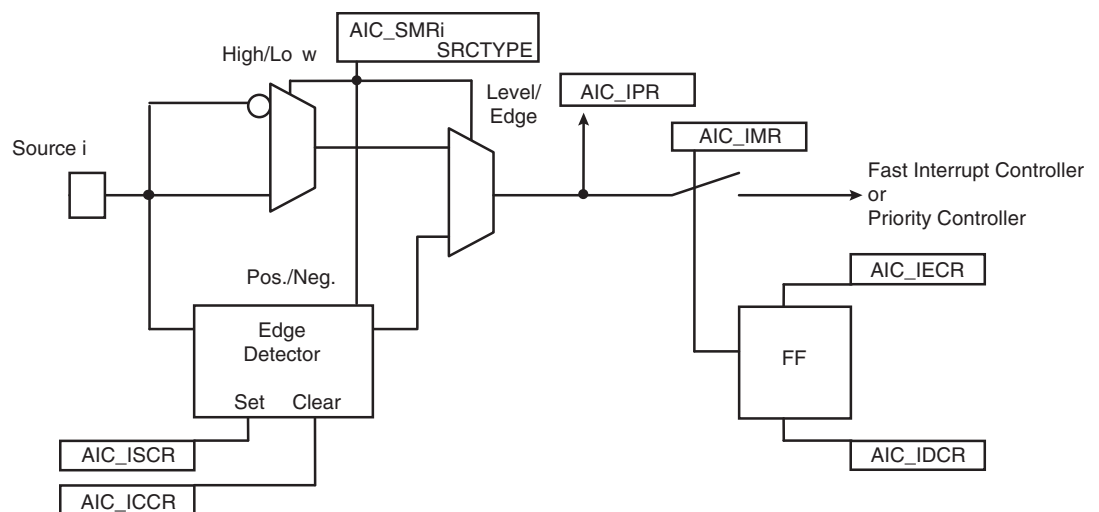 AIC_SMRi
SRCTYPE
High/Lo w
Level/
Edge
AIC_IPR
AIC_IMR
Source i
Fast Interrupt Controller
or
Priority Controller
Pos./Neg.
AIC_IECR
Edge
Detector
FF
Set Clear
AIC_ISCR
AIC_IDCR
AIC_ICCR